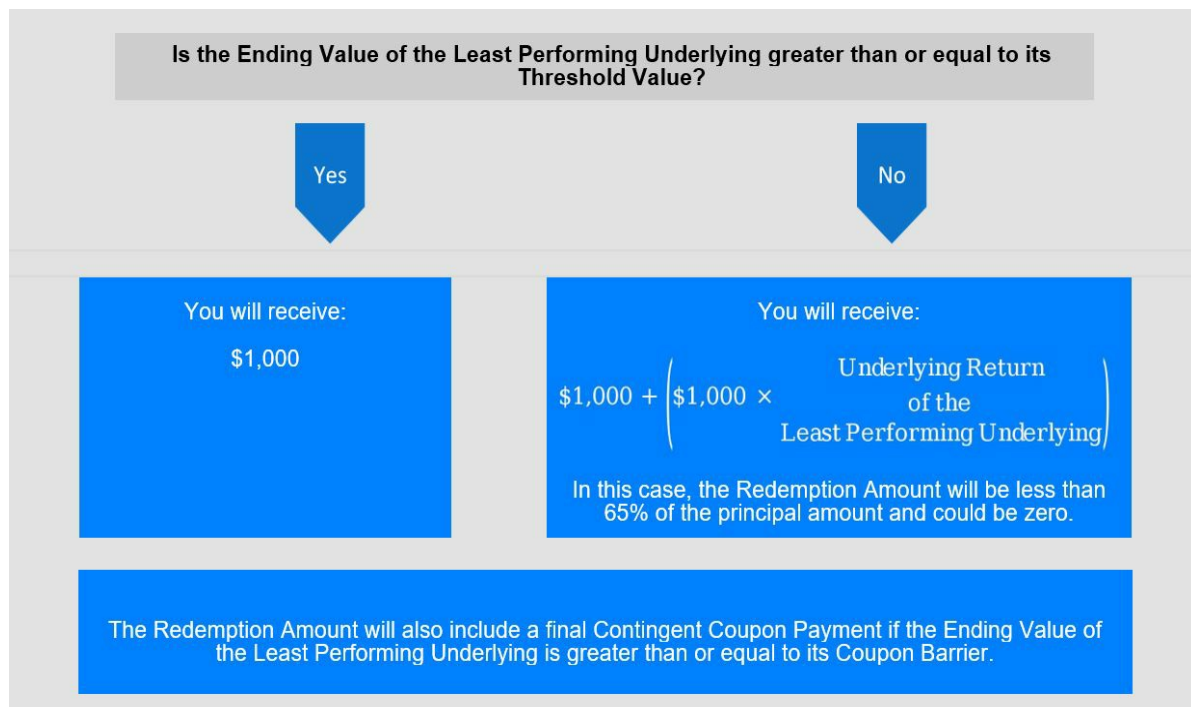 Is the Ending Value of the Least Performing Underlying greater than or equal to its
Threshold Value?
Yes
No
You will receive:
$1,000
You will receive:
$1,000 + ($1,000 × Underlying Return
of the
Least Performing Underlying)
In this case, the Redemption Amount will be less than
65% of the principal amount and could be zero.
The Redemption Amount will also include a final Contingent Coupon Payment if the Ending Value of
the Least Performing Underlying is greater than or equal to its Coupon Barrier.